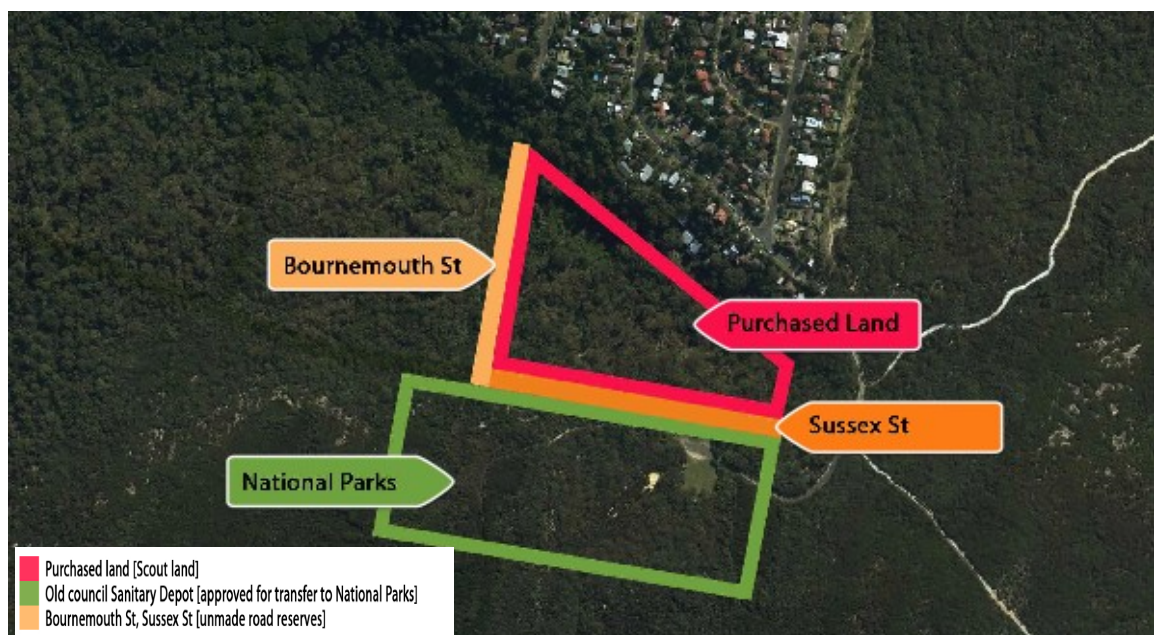 Bournemouth St
Purchased Land
Sussex St
National Parks
Purchased land [Scout land]
Old council Sanitary Depot [approved for transfer to National Parks]
Bournemouth St, Sussex St [unmade road reserves]